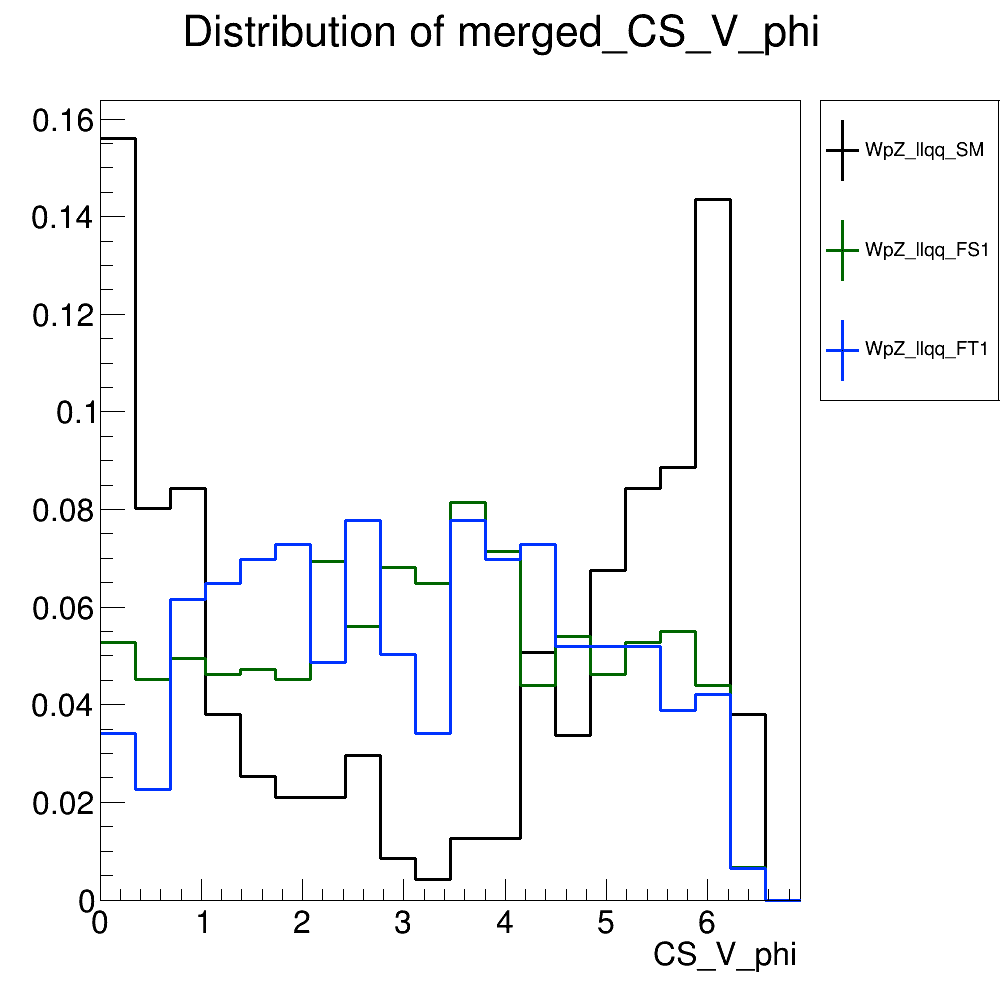 Distribution of merged_CS_V_phi
0.16
0.14
0.12
0.1
0.08
0.06
0.04
0.02
0
0 1 2 3 4 5 6
CS_V_phi
WpZ_llqq_SM
WpZ_llqq_FS1
WpZ_llqq_FT1